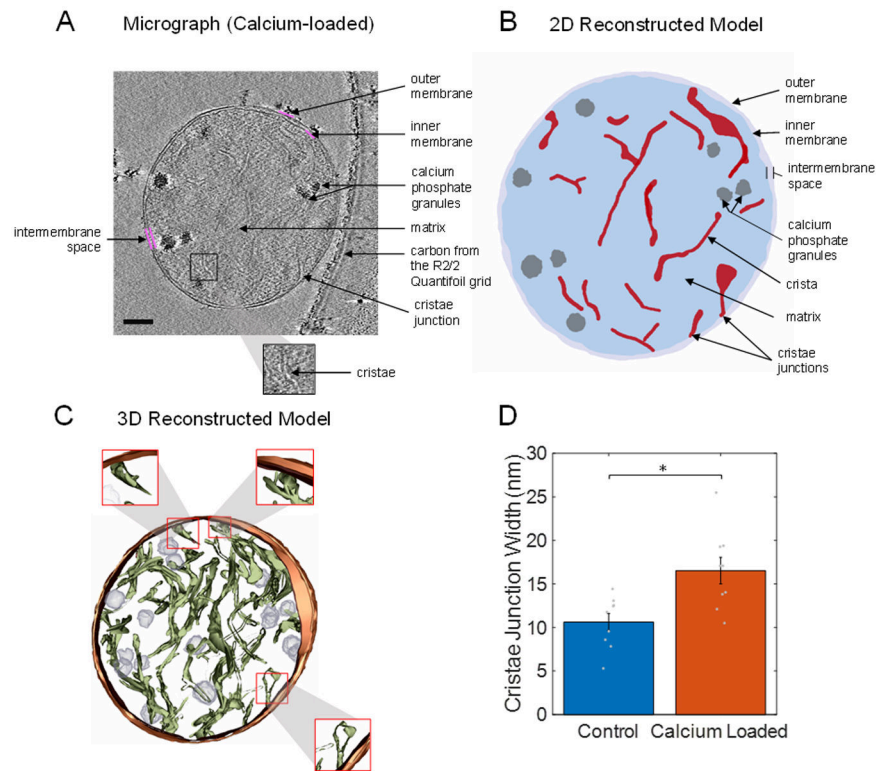 A
Micrograph (Calcium-loaded)
outer
membrane
inner
membrane
calcium
phosphate
granules
matrix
intermembrane
space
carbon from
the R2/2
Quantifoil grid
cristae
junction
cristae
B
2D Reconstructed Model
outer
membrane
inner
membrane
intermembrane
space
calcium
phosphate
granules
crista
matrix
cristae
junctions
C
3D Reconstructed Model
D
Cristae Junction Width (nm)
30
25
20
15
10
5
0
*
Control
Calcium Loaded